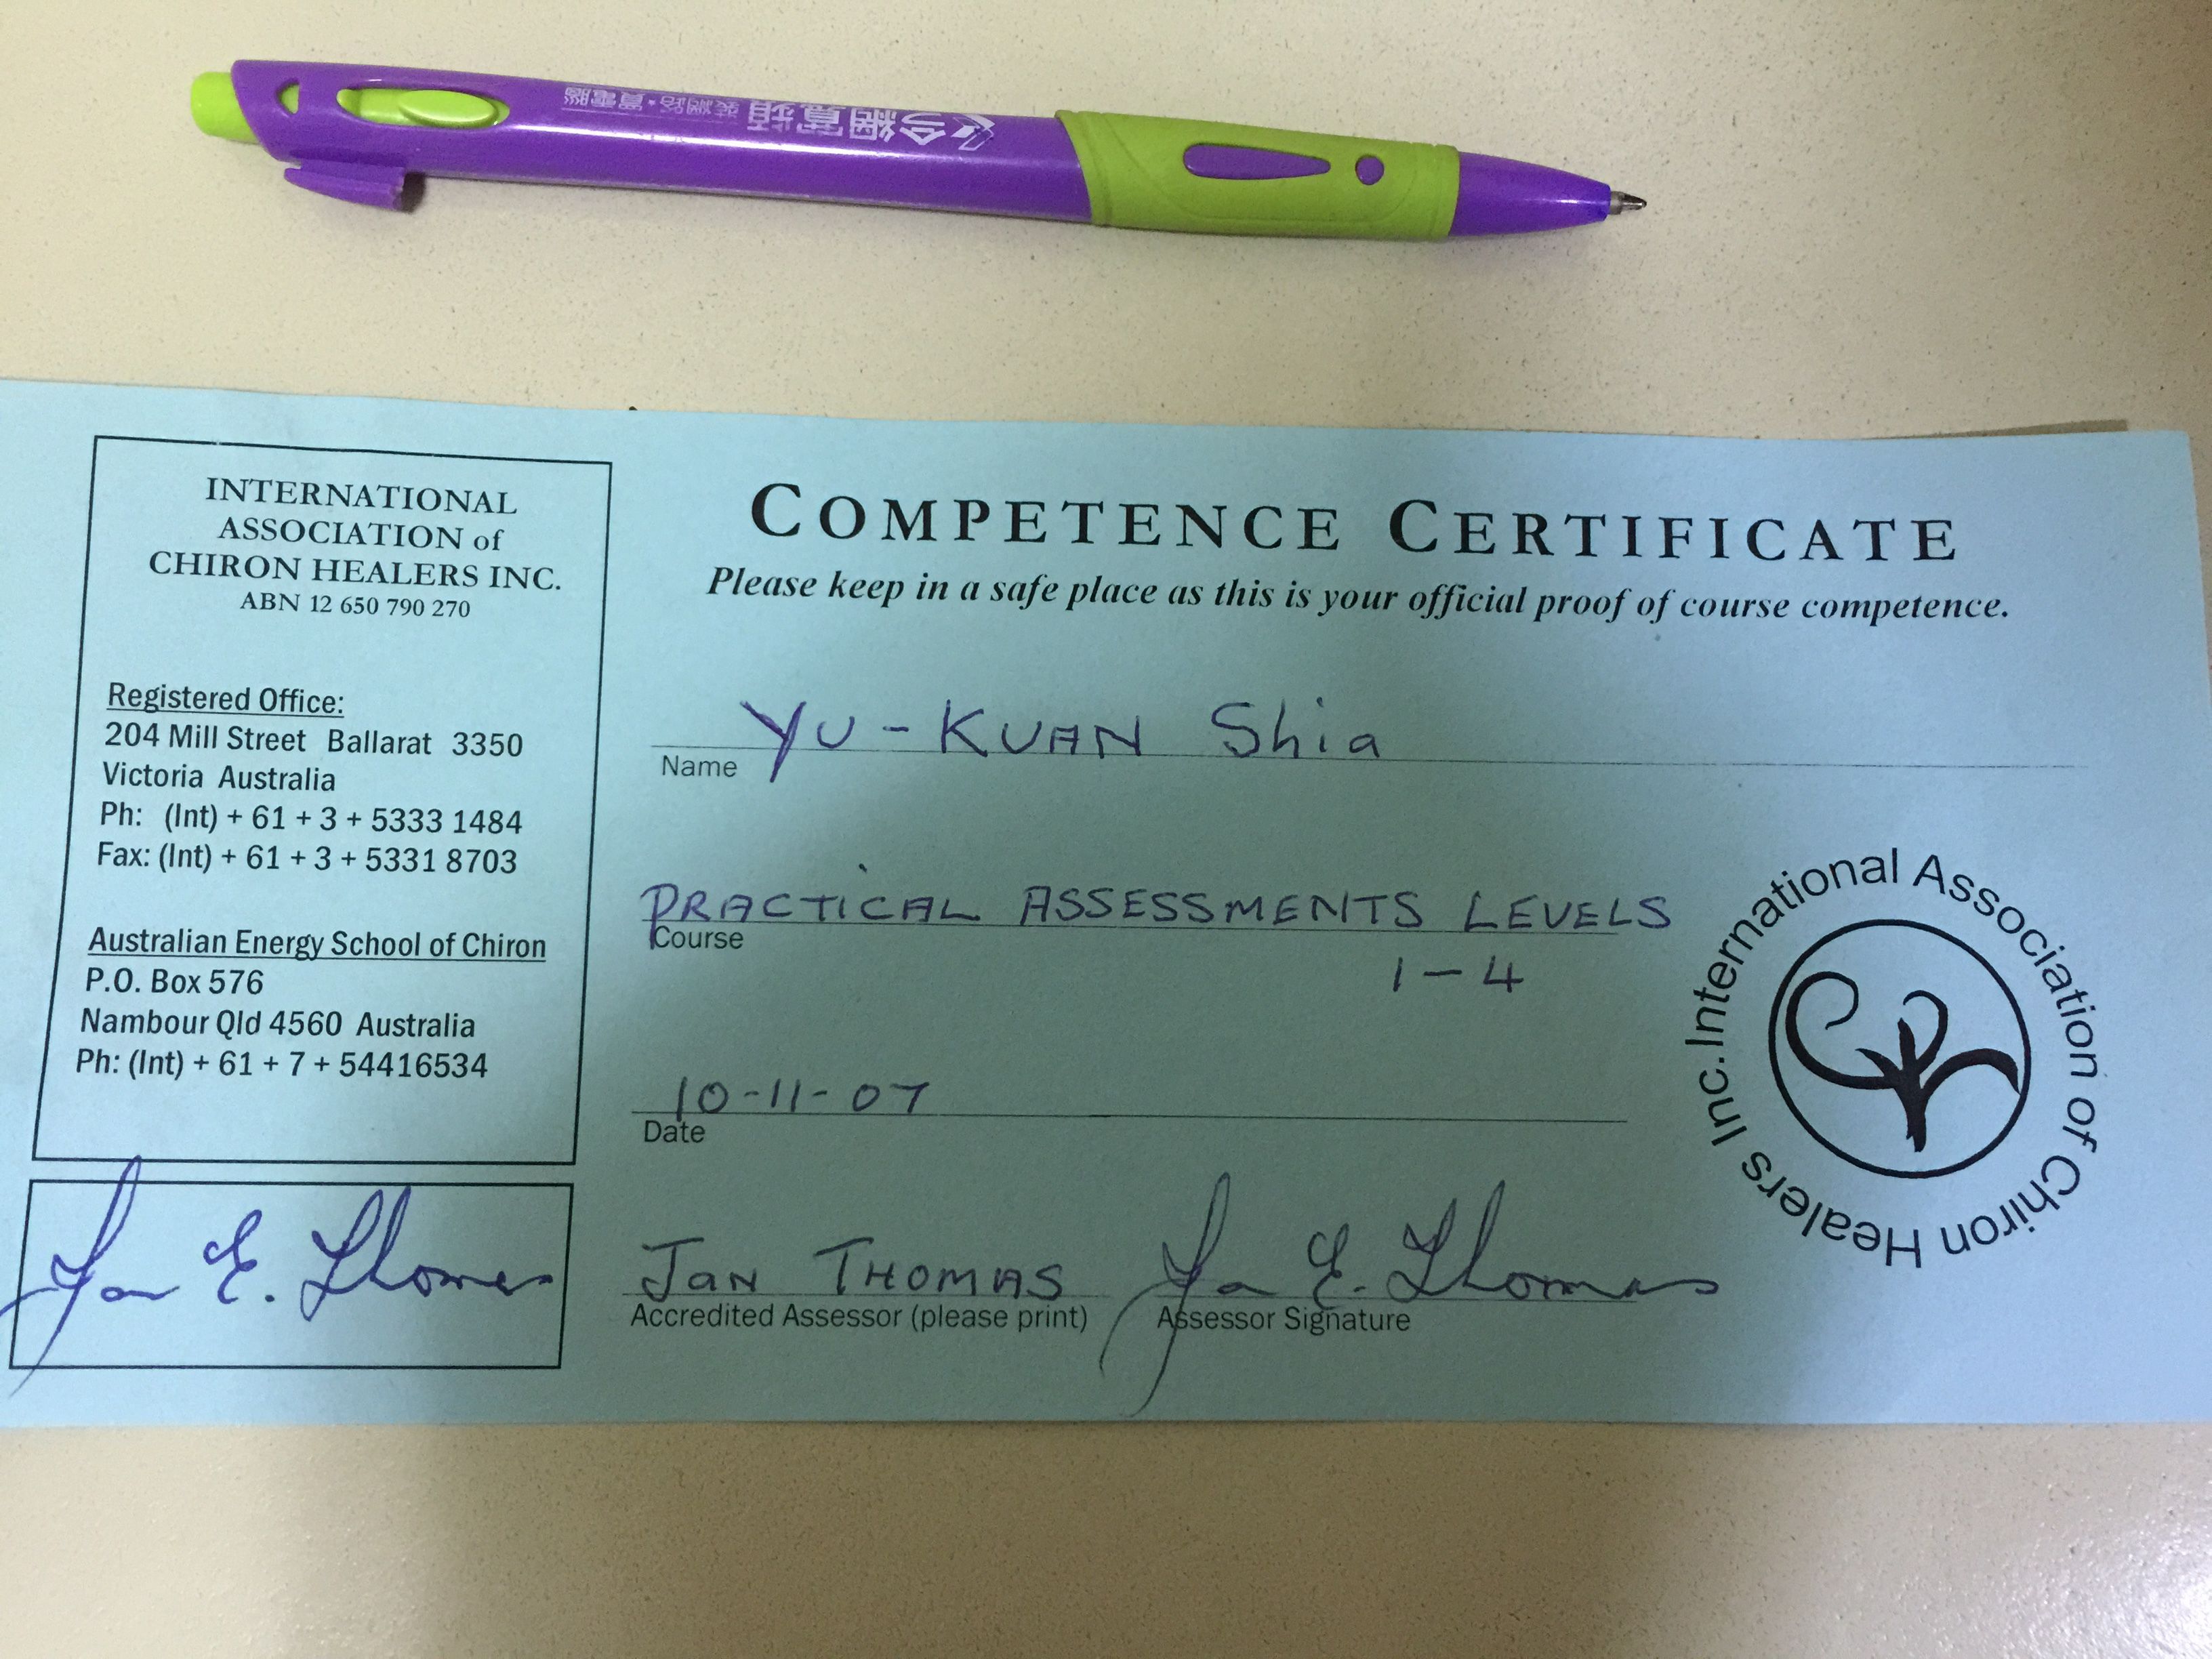 INTERNATIONAL
ASSOCIATION of
CHIRON HEALERS INC.
ABN 12 650 790 270
Registered Office:
204 Mill Street Ballarat 3350
Victoria Australia
Ph: (Int) + 61 + 3 + 5333 1484
Fax: (Int) + 61 + 3 + 5331 8703
Australian Energy School of Chiron
P.O. Box 576
Nambour Qld 4560 Australia
Ph: (Int) + 61 + 7 + 54416534
Jan E. Thomas
COMPETENCE CERTIFICATE
Please keep in a safe place as this is your official proof of course competence.
YU-KUAN Shia
Name
PRACTICAL ASSESSMENTS LEVELS
Course
1-4
10-11-07
Date
JAN THOMAS Jan E. Thomas
Accredited Assessor (please print) Assessor Signature
International Association of Chiron Healers Inc.